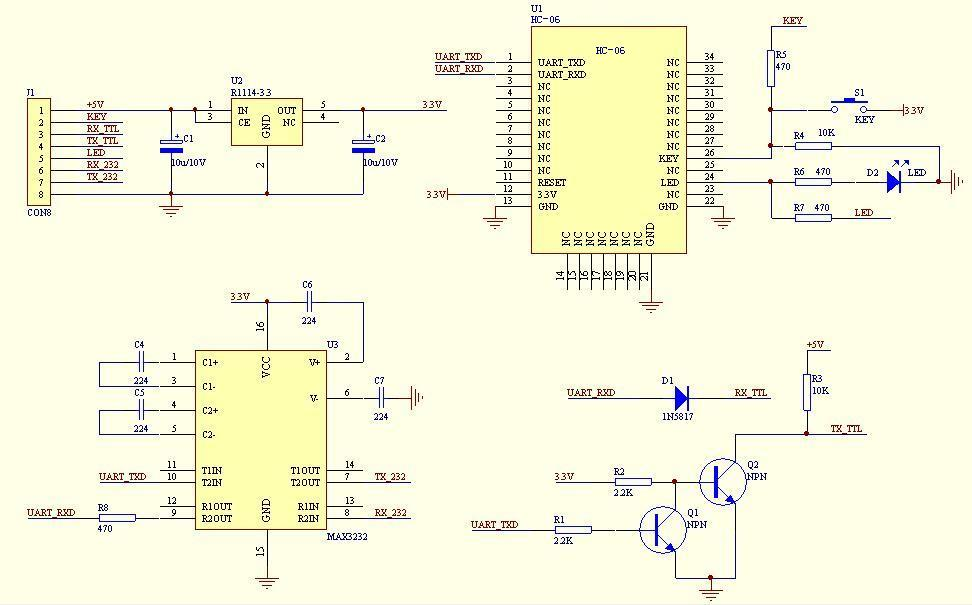 J1
1 +5V
2 KEY
3 RX_TTL
4 TX_TTL
5 LED
6 RX_232
7 TX_232
8
CON8
C1
+
10u/10V
U2
R1114-3.3
1 IN OUT 5
3 CE NC 4
GND
2
3.3V
C2
+
10u/10V
U1
HC-06
HC-06
UART_TXD 1 UART_TXD NC 34
UART_RXD 2 UART_RXD NC 33
3 NC NC 32
4 NC NC 31
5 NC NC 30
6 NC NC 29
7 NC NC 28
8 NC NC 27
9 NC KEY 26
10 NC NC 25
11 RESET LED 24
3.3V 12 3.3V NC 23
13 GND GND 22
NC NC NC NC NC NC NC GND
14 15 16 17 18 19 20 21
KEY
R5
470
S1
3.3V
KEY
R4 10K
R6 470 D2 LED
R7 470 LED
3.3V
C6
224
16
U3
C4
224
C5
224
1 C1+ VCC V+ 2
3 C1-
4 C2+ V- 6
5 C2-
C7
224
11 T1IN T1OUT 14
UART_TXD 10 T2IN T2OUT 7 TX_232
12 R1OUT R1IN 13
UART_RXD R8 9 R2OUT GND R2IN 8 RX_232
470
MAX3232
15
UART_RXD D1 RX_TTL
1N5817
+5V
R3
10K
TX_TTL
3.3V R2
2.2K
Q2
NPN
UART_TXD R1
2.2K
Q1
NPN